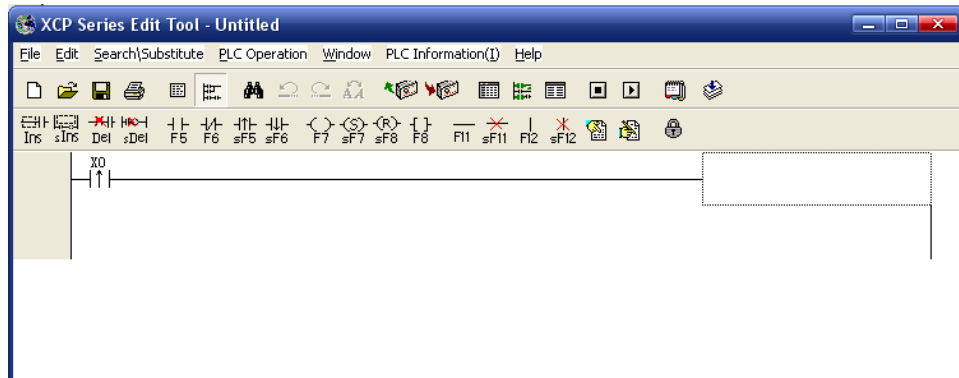 XCP Series Edit Tool - Untitled
File Edit Search\Substitute PLC Operation Window PLC Information(I) Help
Ins sIns Del sDel F5 F6 sF5 sF6 F7 sF7 sF8 F8 F11 sF11 F12 sF12
X0